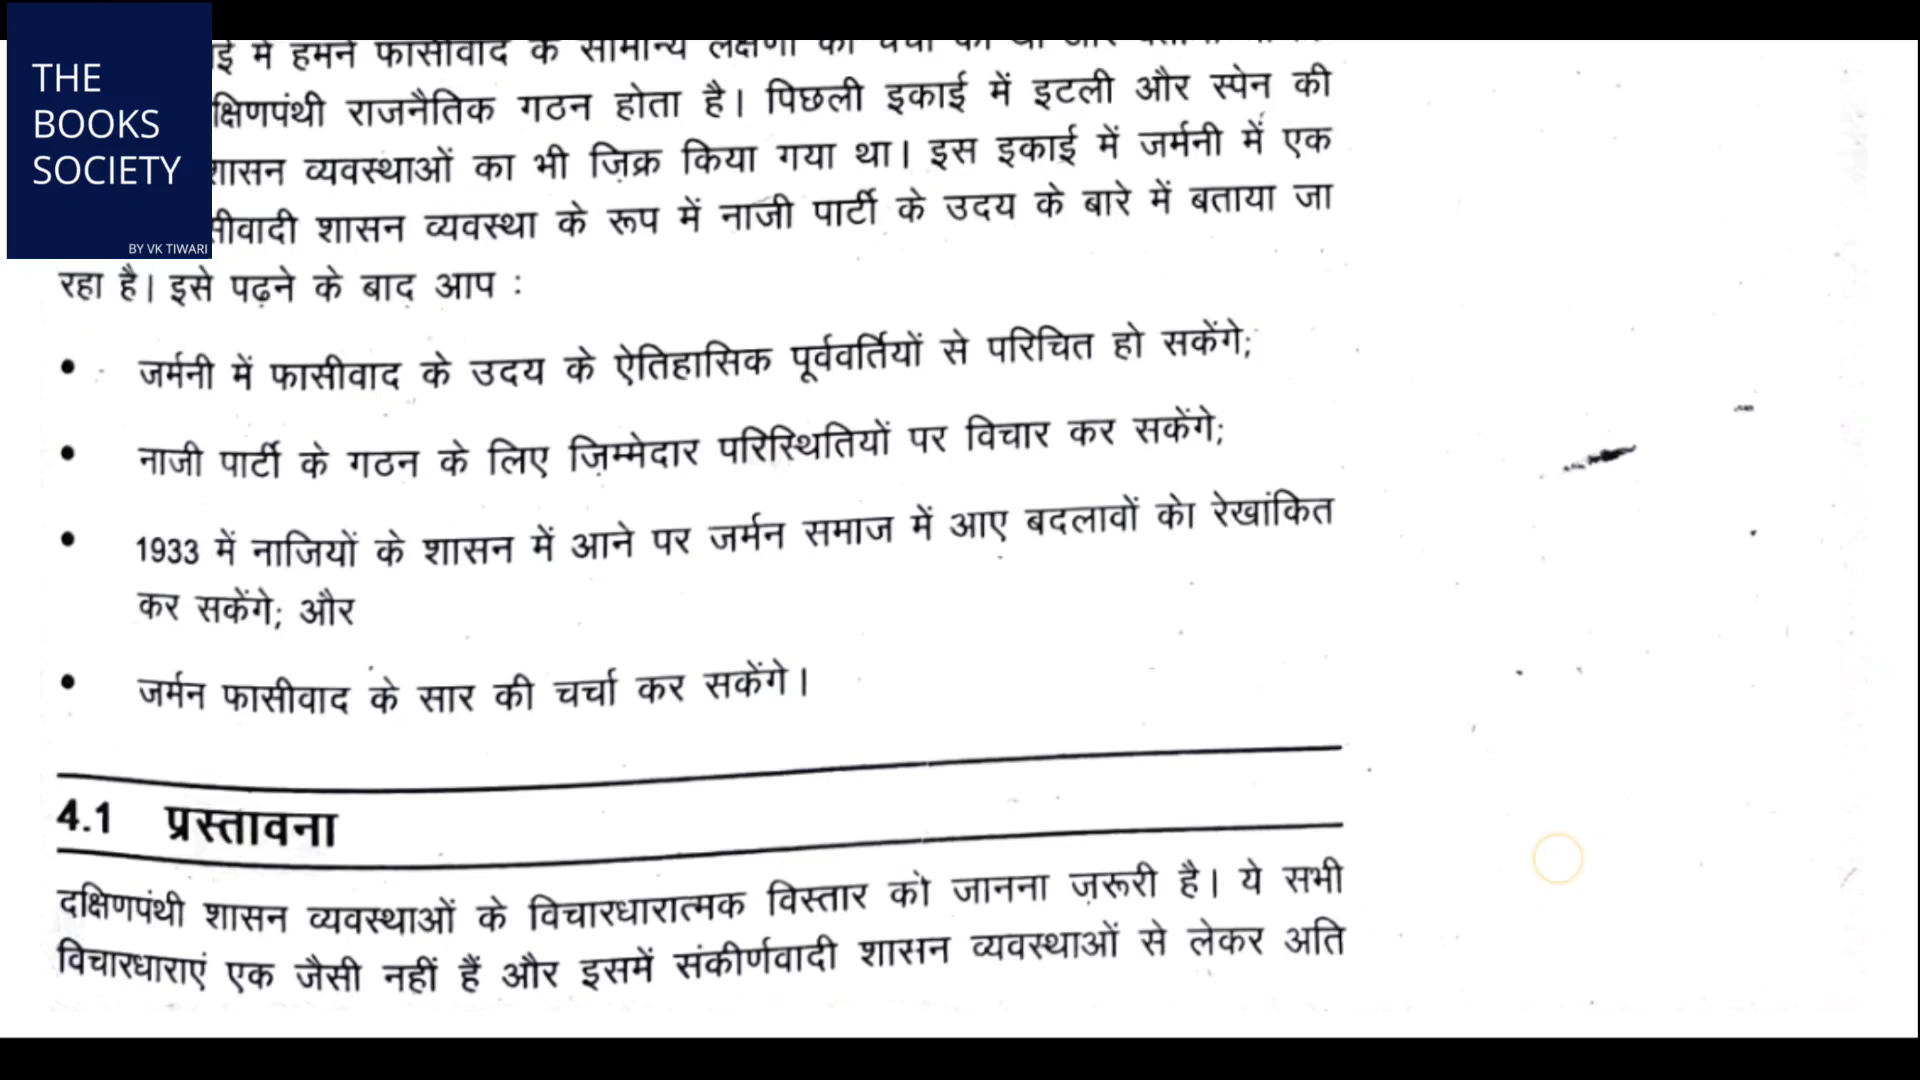 THE
BOOKS
SOCIETY
BY VK TIWARI
में हमने फासीवाद के सामान्य लक्षणों
राजनैतिक गठन होता है। पिछली इकाई में इटली और स्पेन की
शासन व्यवस्थाओं का भी ज़िक्र किया गया था। इस इकाई में जर्मनी में एक
शासन व्यवस्था के रूप में नाजी पार्टी के उदय के बारे में बताया जा
रहा है। इसे पढ़ने के बाद आप :
• जर्मनी में फासीवाद के उदय के ऐतिहासिक पूर्ववर्तियों से परिचित हो सकेंगे;
• नाजी पार्टी के गठन के लिए ज़िम्मेदार परिस्थितियों पर विचार कर सकेंगे;
• 1933 में नाजियों के शासन में आने पर जर्मन समाज में आए बदलावों को रेखांकित
कर सकेंगे; और
• जर्मन फासीवाद के सार की चर्चा कर सकेंगे।
4.1 प्रस्तावना
दक्षिणपंथी शासन व्यवस्थाओं के विचारधारात्मक विस्तार को जानना ज़रूरी है। ये सभी
विचारधाराएं एक जैसी नहीं हैं और इसमें संकीर्णवादी शासन व्यवस्थाओं से लेकर अति